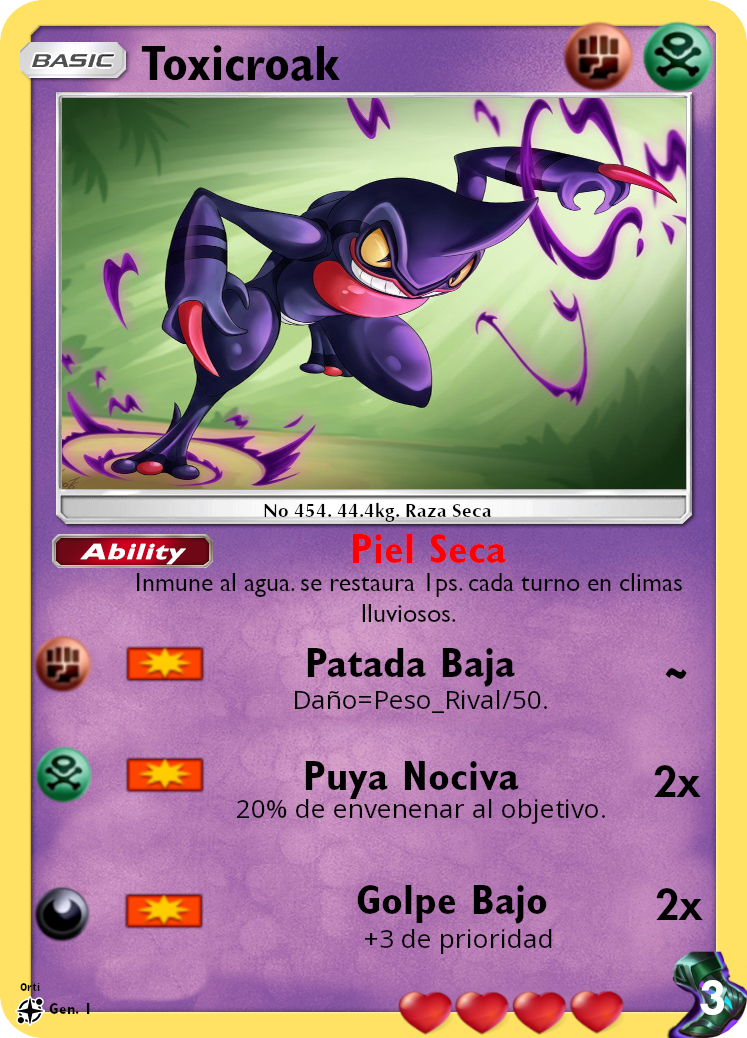 BASIC Toxicroak
No 454. 44.4kg. Raza Seca
Ability Piel Seca
Inmune al agua. se restaura 1ps. cada turno en climas
lluviosos.
Patada Baja ~
Daño=Peso_Rival/50.
Puya Nociva 2x
20% de envenenar al objetivo.
Golpe Bajo 2x
+3 de prioridad
Orti
Gen. 1
3